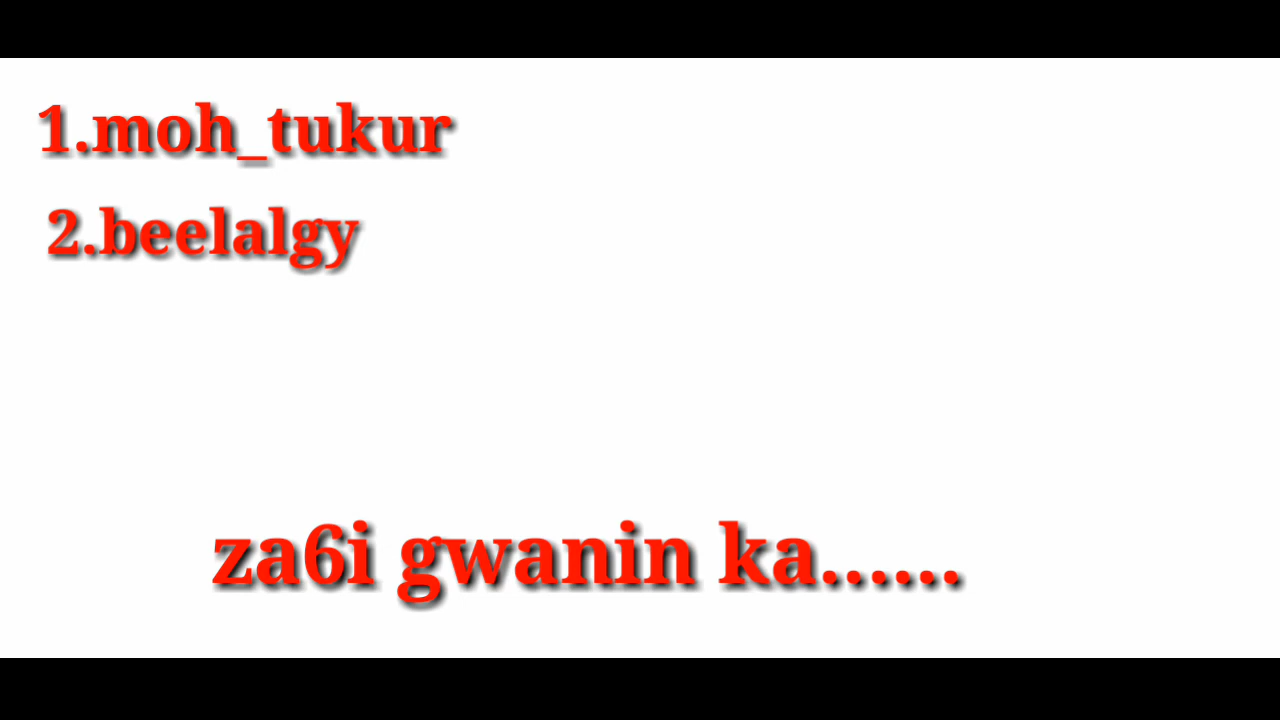 1.moh_tukur
2.beelalgy
za6i gwanin ka......